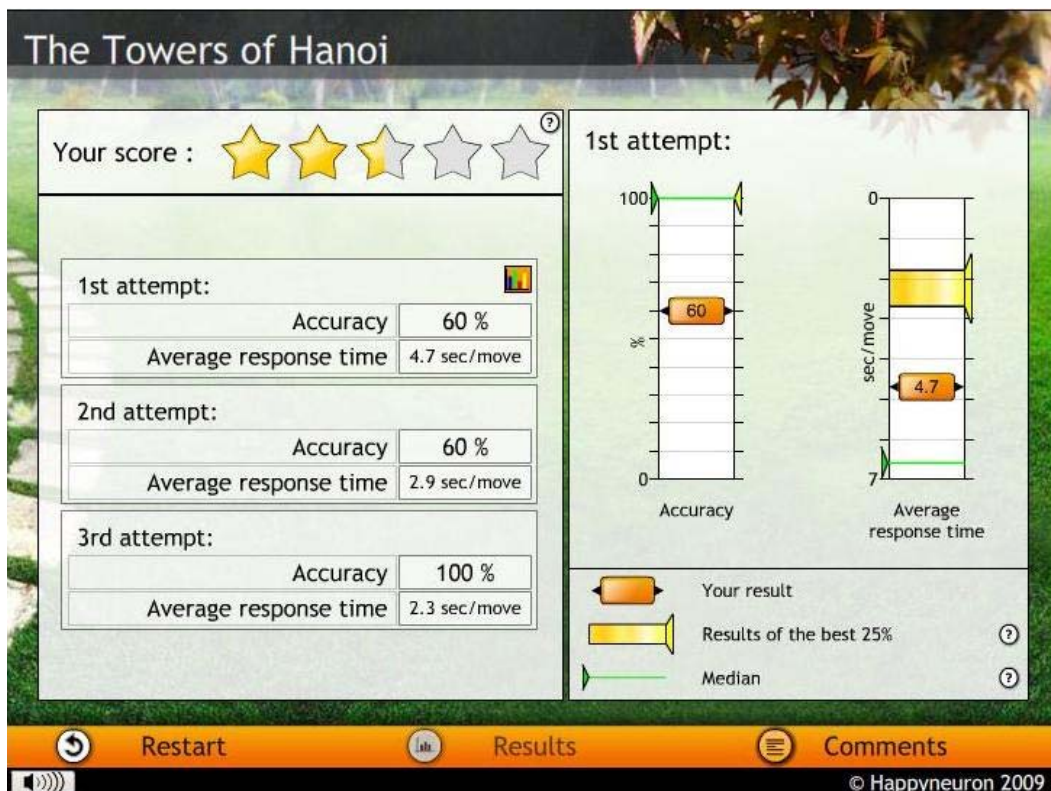 The Towers of Hanoi
Your score :
?
1st attempt:
Accuracy 60 %
Average response time 4.7 sec/move
2nd attempt:
Accuracy 60 %
Average response time 2.9 sec/move
3rd attempt:
Accuracy 100 %
Average response time 2.3 sec/move
1st attempt:
100
60
%
0
Accuracy
0
sec/move
4.7
7
Average
response time
Your result
Results of the best 25% ?
Median ?
Restart Results Comments
© Happyneuron 2009